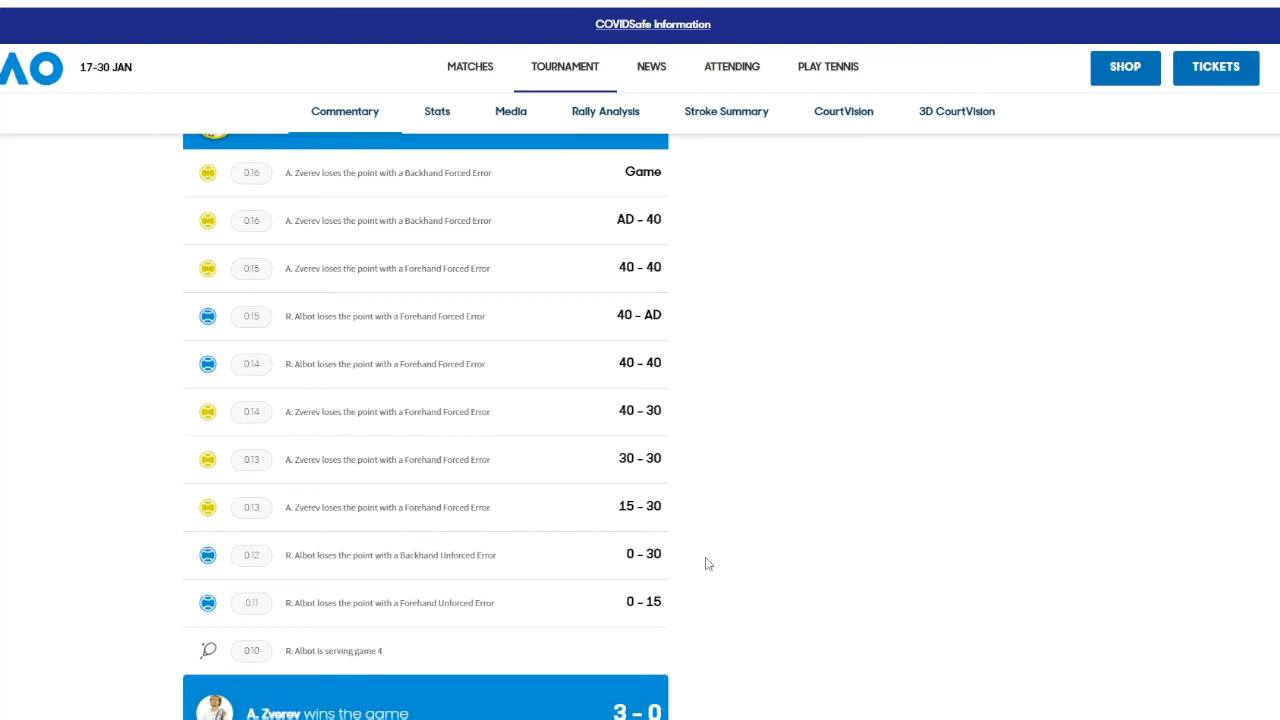 COVIDSafe Information
AO 17-30 JAN MATCHES TOURNAMENT NEWS ATTENDING PLAY TENNIS SHOP TICKETS
Commentary Stats Media Rally Analysis Stroke Summary CourtVision 3D CourtVision
0:16 A. Zverev loses the point with a Backhand Forced Error Game
0:16 A. Zverev loses the point with a Backhand Forced Error AD - 40
0:15 A. Zverev loses the point with a Forehand Forced Error 40 - 40
0:15 R. Albot loses the point with a Forehand Forced Error 40 - AD
0:14 R. Albot loses the point with a Forehand Forced Error 40 - 40
0:14 A. Zverev loses the point with a Forehand Forced Error 40 - 30
0:13 A. Zverev loses the point with a Forehand Forced Error 30 - 30
0:13 A. Zverev loses the point with a Forehand Forced Error 15 - 30
0:12 R. Albot loses the point with a Backhand Unforced Error 0 - 30
0:11 R. Albot loses the point with a Forehand Unforced Error 0 - 15
0:10 R. Albot is serving game 4
A. Zverev wins the game 3 - 0